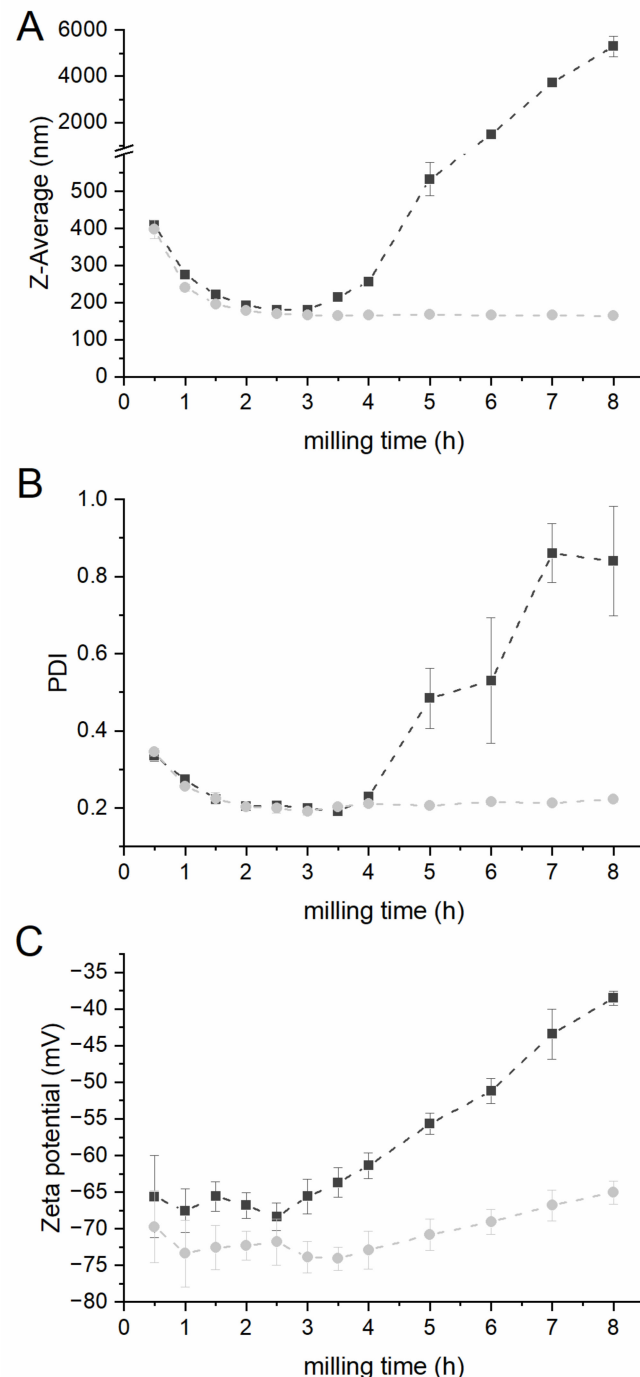 A
6000
4000
2000
500
400
300
200
100
0
Z-Average (nm)
0 1 2 3 4 5 6 7 8
milling time (h)
B
1.0
0.8
0.6
0.4
0.2
PDI
0 1 2 3 4 5 6 7 8
milling time (h)
C
−35
−40
−45
−50
−55
−60
−65
−70
−75
−80
Zeta potential (mV)
0 1 2 3 4 5 6 7 8
milling time (h)